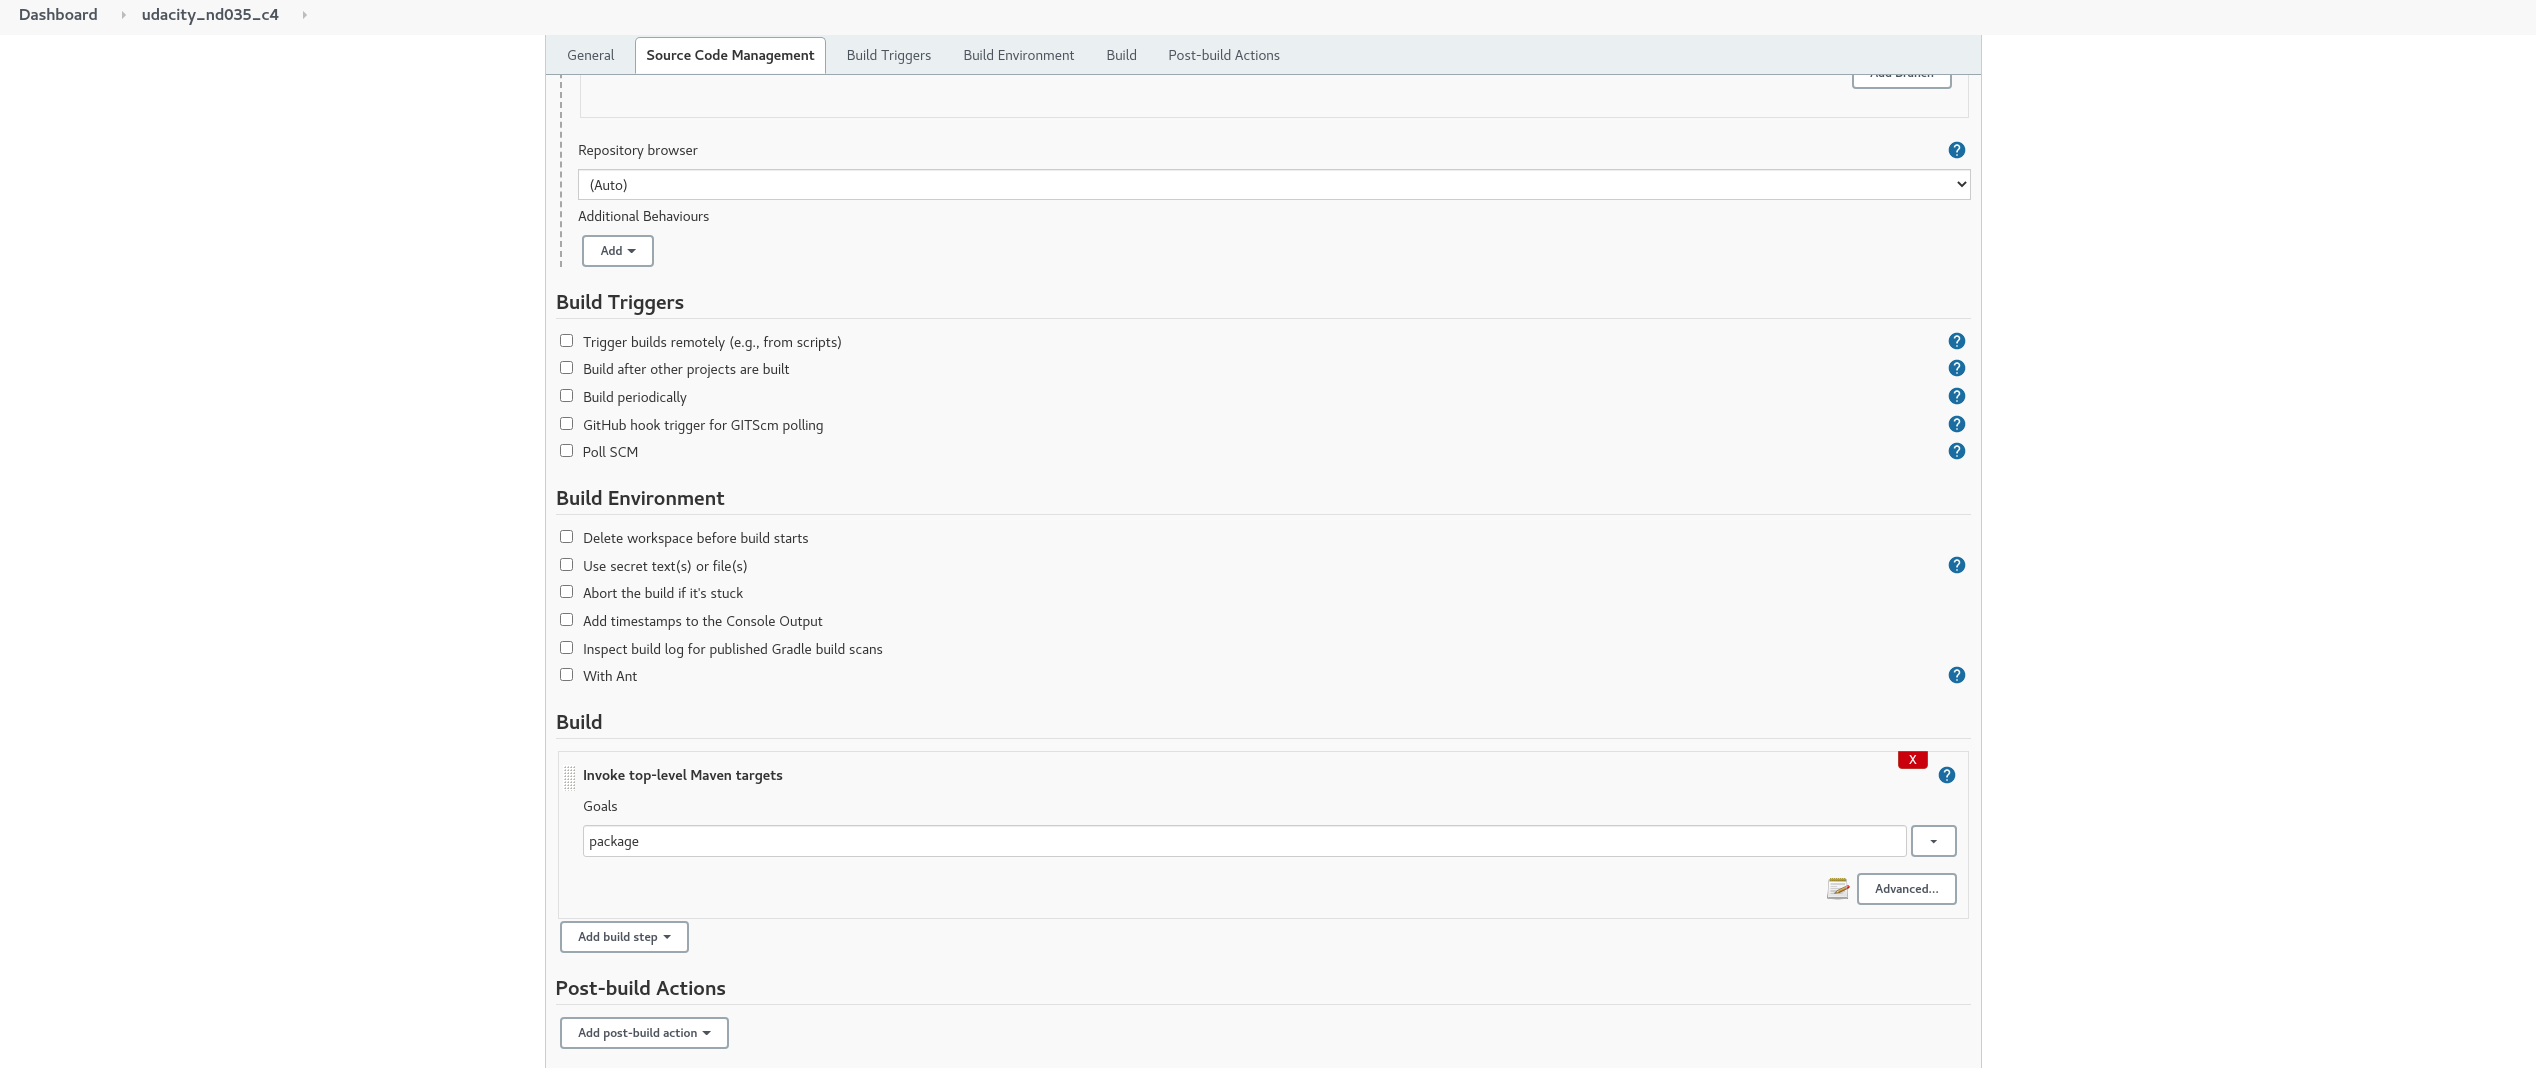 Dashboard udacity_nd035_c4
General Source Code Management Build Triggers Build Environment Build Post-build Actions
Add Branch
Repository browser
(Auto)
Additional Behaviours
Add
Build Triggers
Trigger builds remotely (e.g., from scripts)
Build after other projects are built
Build periodically
GitHub hook trigger for GITScm polling
Poll SCM
Build Environment
Delete workspace before build starts
Use secret text(s) or file(s)
Abort the build if it's stuck
Add timestamps to the Console Output
Inspect build log for published Gradle build scans
With Ant
Build
X
Invoke top-level Maven targets
Goals
package
Advanced...
Add build step
Post-build Actions
Add post-build action